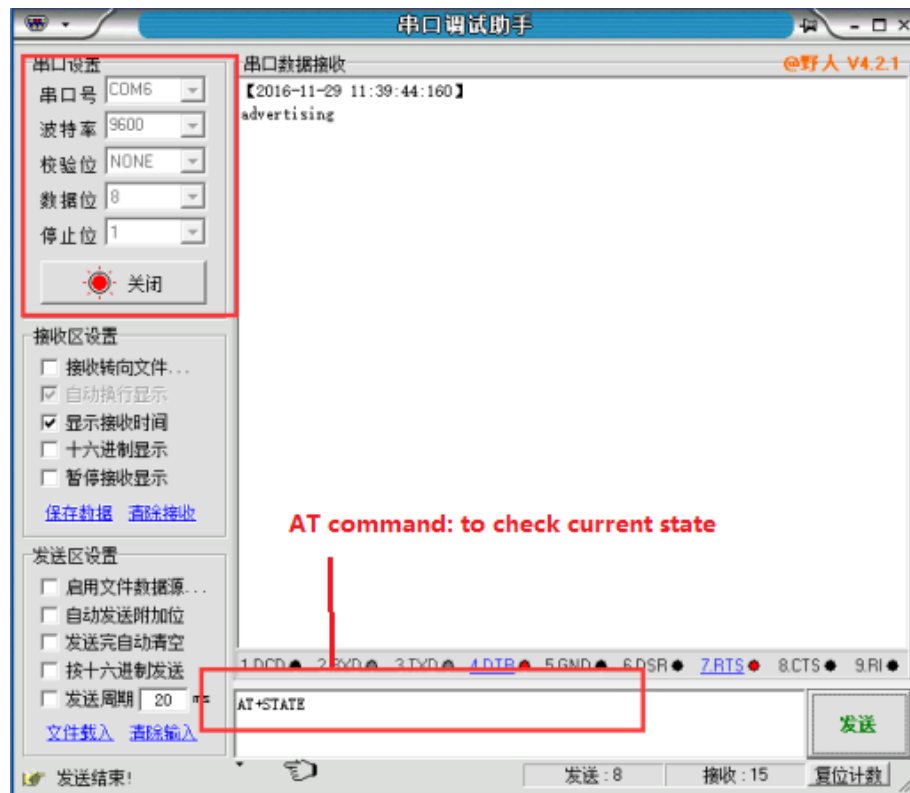 串口调试助手
串口设置
串口号 COM6
波特率 9600
校验位 NONE
数据位 8
停止位 1
关闭
串口数据接收
@野人 V4.2.1
【2016-11-29 11:39:44:160】
advertising
接收区设置
接收转向文件...
自动换行显示
显示接收时间
十六进制显示
暂停接收显示
保存数据 清除接收
AT command: to check current state
发送区设置
启用文件数据源...
自动发送附加位
发送完自动清空
按十六进制发送
发送周期 20 ms
文件载入 清除输入
1.DCD 2.RXD 3.TXD 4.DTR 5.GND 6.DSR 7.RTS 8.CTS 9.RI
AT+STATE
发送
发送结束!
发送:8
接收:15
复位计数